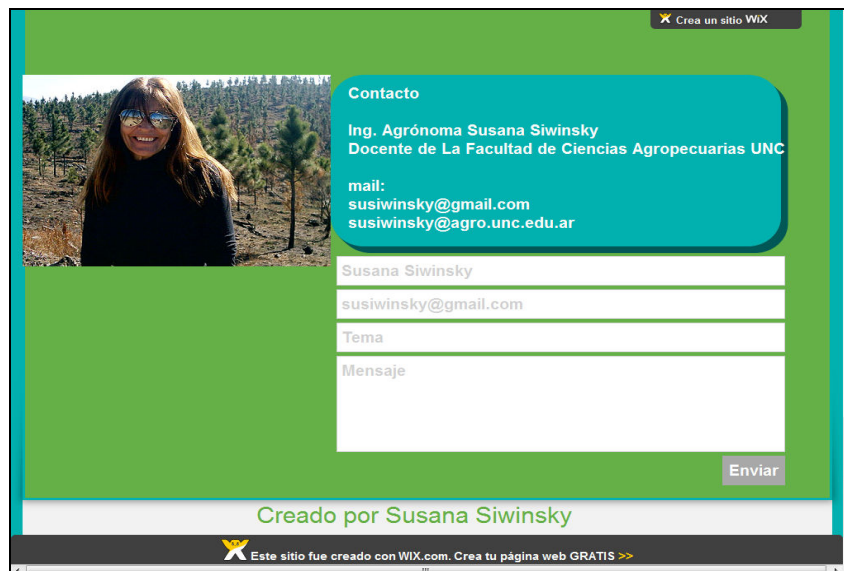 Crea un sitio WiX
Contacto
Ing. Agrónoma Susana Siwinsky
Docente de La Facultad de Ciencias Agropecuarias UNC
mail:
susiwinsky@gmail.com
susiwinsky@agro.unc.edu.ar
Susana Siwinsky
susiwinsky@gmail.com
Tema
Mensaje
Enviar
Creado por Susana Siwinsky
Este sitio fue creado con WIX.com. Crea tu página web GRATIS >>